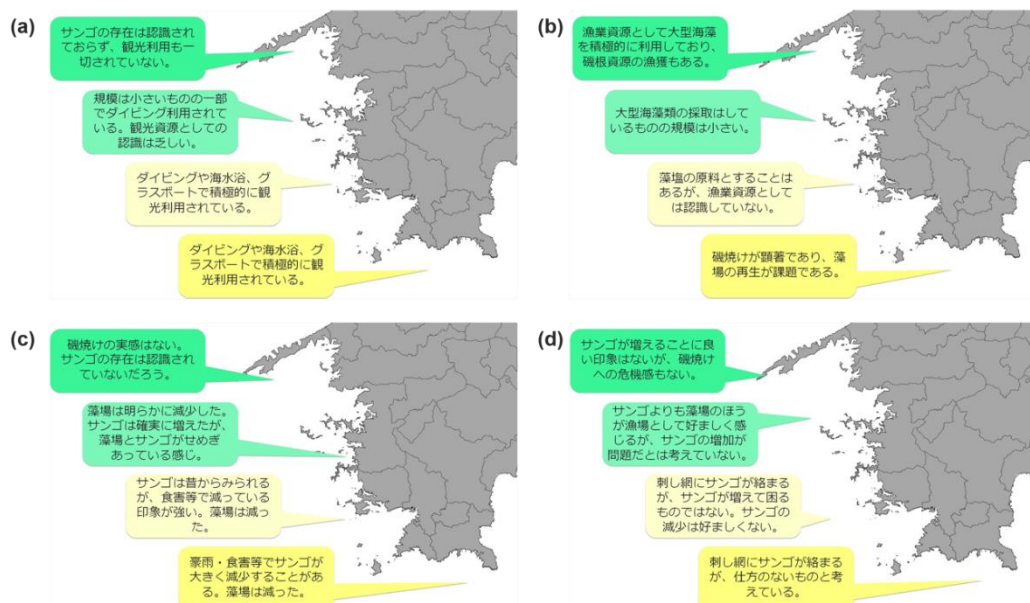 (a)
サンゴの存在は認識され
ておらず、観光利用も一
切されていない。
規模は小さいものの一部
でダイビング利用されて
いる。観光資源としての
認識は乏しい。
ダイビングや海水浴、グ
ラスボートで積極的に観
光利用されている。
ダイビングや海水浴、グ
ラスボートで積極的に観
光利用されている。
(b)
漁業資源として大型海藻
を積極的に利用しており、
磯根資源の漁獲もある。
大型海藻類の採取はして
いるものの規模は小さい。
藻塩の原料とすることは
あるが、漁業資源として
は認識していない。
磯焼けが顕著であり、藻
場の再生が課題である。
(c)
磯焼けの実感はない。
サンゴの存在は認識され
ていないだろう。
藻場は明らかに減少した。
サンゴは確実に増えたが、
藻場とサンゴがせめぎ
あっている感じ。
サンゴは昔からみられる
が、食害等で減っている
印象が強い。藻場は減っ
た。
豪雨・食害等でサンゴが
大きく減少することがあ
る。藻場は減った。
(d)
サンゴが増えることに良
い印象はないが、磯焼け
への危機感もない。
サンゴよりも藻場のほう
が漁場として好ましく感
じるが、サンゴの増加が
問題だとは考えていない。
刺し網にサンゴが絡まる
が、サンゴが増えて困る
ものではない。サンゴの
減少は好ましくない。
刺し網にサンゴが絡まる
が、仕方のないものと考
えている。